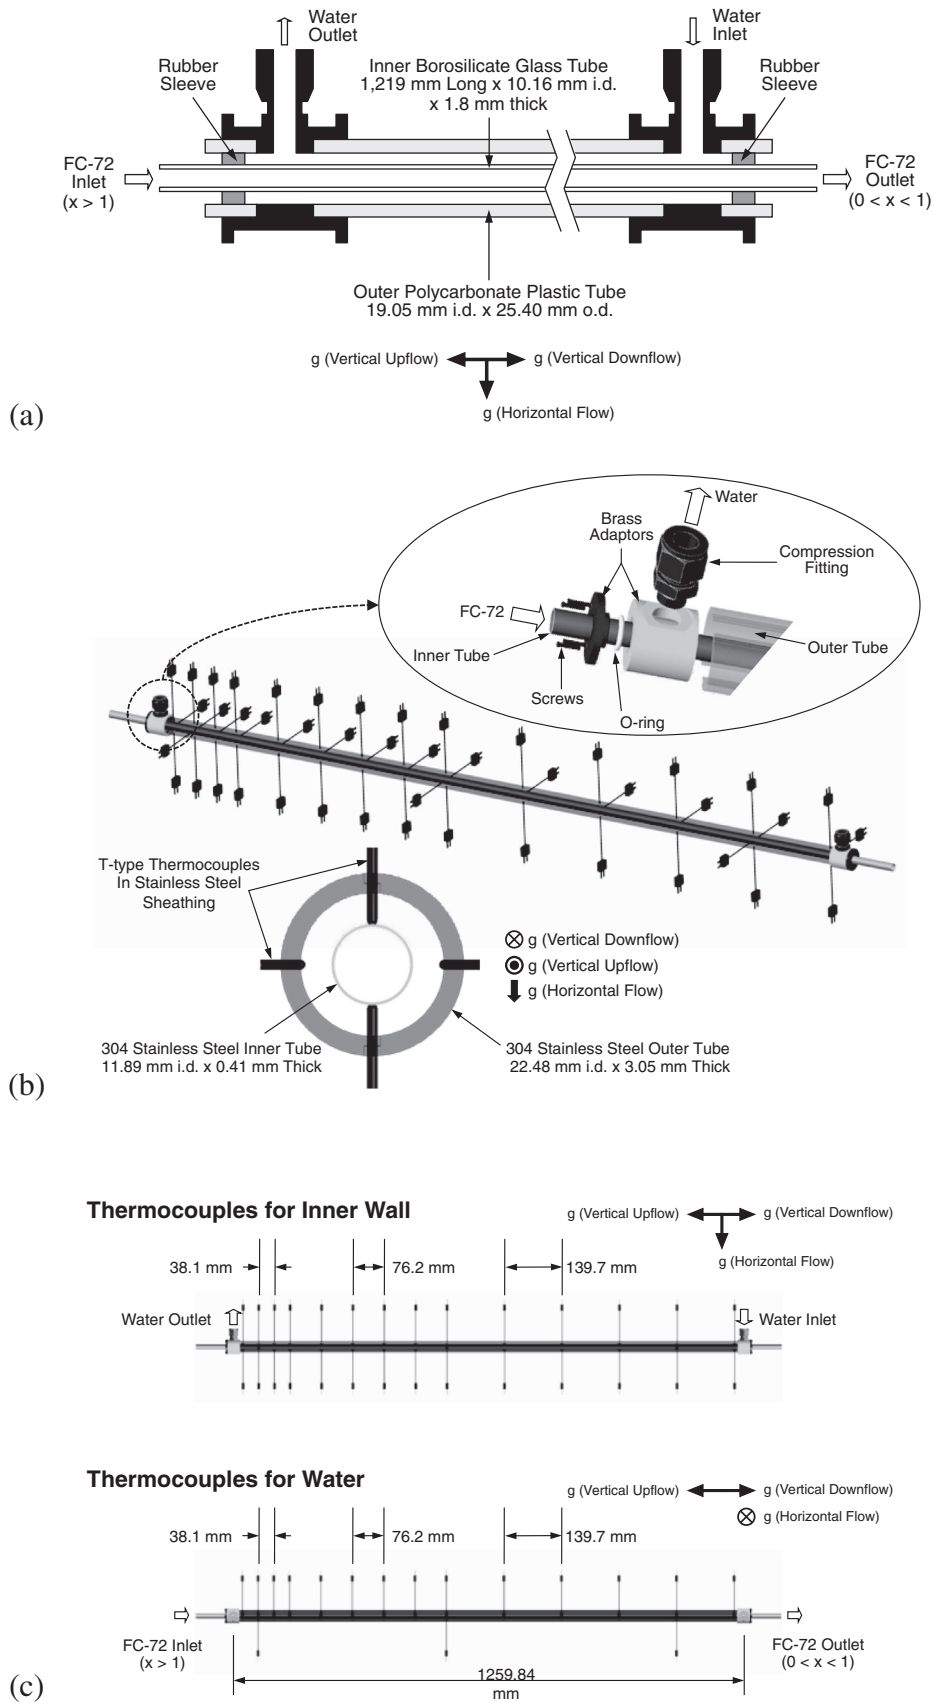 Water
Outlet
Water
Inlet
Rubber
Sleeve
Inner Borosilicate Glass Tube
1,219 mm Long x 10.16 mm i.d.
x 1.8 mm thick
Rubber
Sleeve
FC-72
Inlet
(x > 1)
FC-72
Outlet
(0 < x < 1)
Outer Polycarbonate Plastic Tube
19.05 mm i.d. x 25.40 mm o.d.
g (Vertical Upflow)
g (Vertical Downflow)
g (Horizontal Flow)
(a)
Water
Brass
Adaptors
Compression
Fitting
FC-72
Inner Tube
Outer Tube
Screws
O-ring
T-type Thermocouples
In Stainless Steel
Sheathing
g (Vertical Downflow)
g (Vertical Upflow)
g (Horizontal Flow)
304 Stainless Steel Inner Tube
11.89 mm i.d. x 0.41 mm Thick
304 Stainless Steel Outer Tube
22.48 mm i.d. x 3.05 mm Thick
(b)
Thermocouples for Inner Wall
g (Vertical Upflow)
g (Vertical Downflow)
g (Horizontal Flow)
38.1 mm
76.2 mm
139.7 mm
Water Outlet
Water Inlet
Thermocouples for Water
g (Vertical Upflow)
g (Vertical Downflow)
g (Horizontal Flow)
38.1 mm
76.2 mm
139.7 mm
FC-72 Inlet
(x > 1)
FC-72 Outlet
(0 < x < 1)
1259.84
mm
(c)